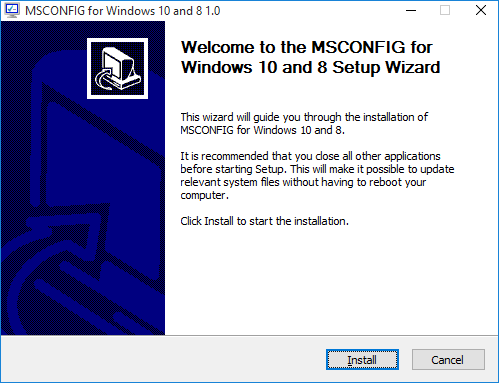 MSCONFIG for Windows 10 and 8 1.0
Welcome to the MSCONFIG for
Windows 10 and 8 Setup Wizard
This wizard will guide you through the installation of
MSCONFIG for Windows 10 and 8.
It is recommended that you close all other applications
before starting Setup. This will make it possible to update
relevant system files without having to reboot your
computer.
Click Install to start the installation.
Install
Cancel